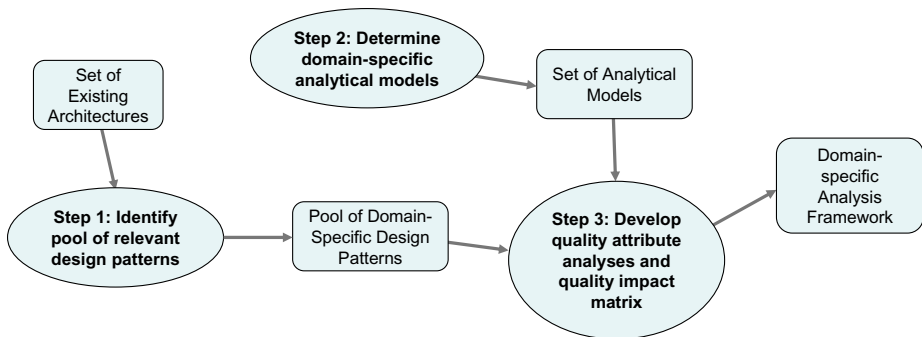 Step 2: Determine
domain-specific
analytical models
Set of
Existing
Architectures
Set of Analytical
Models
Domain-
specific
Analysis
Framework
Step 1: Identify
pool of relevant
design patterns
Pool of Domain-
Specific Design
Patterns
Step 3: Develop
quality attribute
analyses and
quality impact
matrix